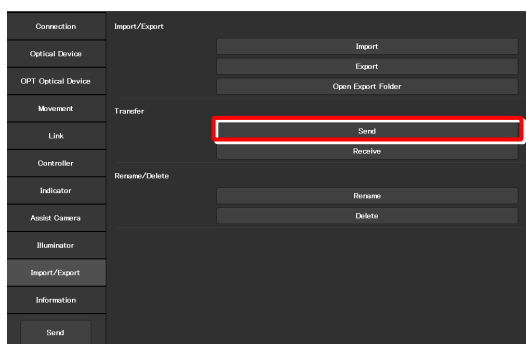 Connection
Optical Device
OPT Optical Device
Movement
Link
Controller
Indicator
Assist Camera
Illuminator
Import/Export
Information
Send
Import/Export
Import
Export
Open Export Folder
Transfer
Send
Receive
Rename/Delete
Rename
Delete